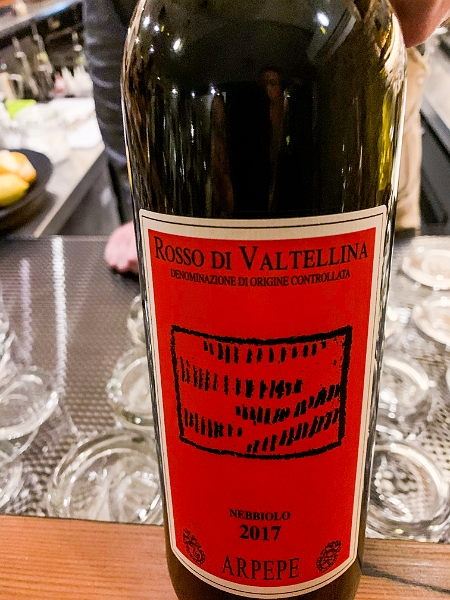 ROSSO DI VALTELLINA
DENOMINAZIONE DI ORIGINE CONTROLLATA
NEBBIOLO
2017
ARPEPE